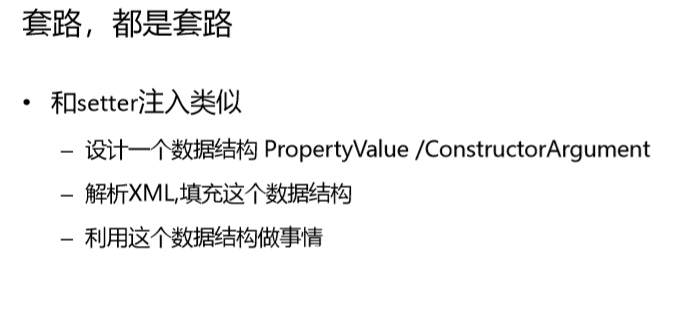 套路，都是套路
• 和setter注入类似
– 设计一个数据结构 PropertyValue /ConstructorArgument
– 解析XML,填充这个数据结构
– 利用这个数据结构做事情